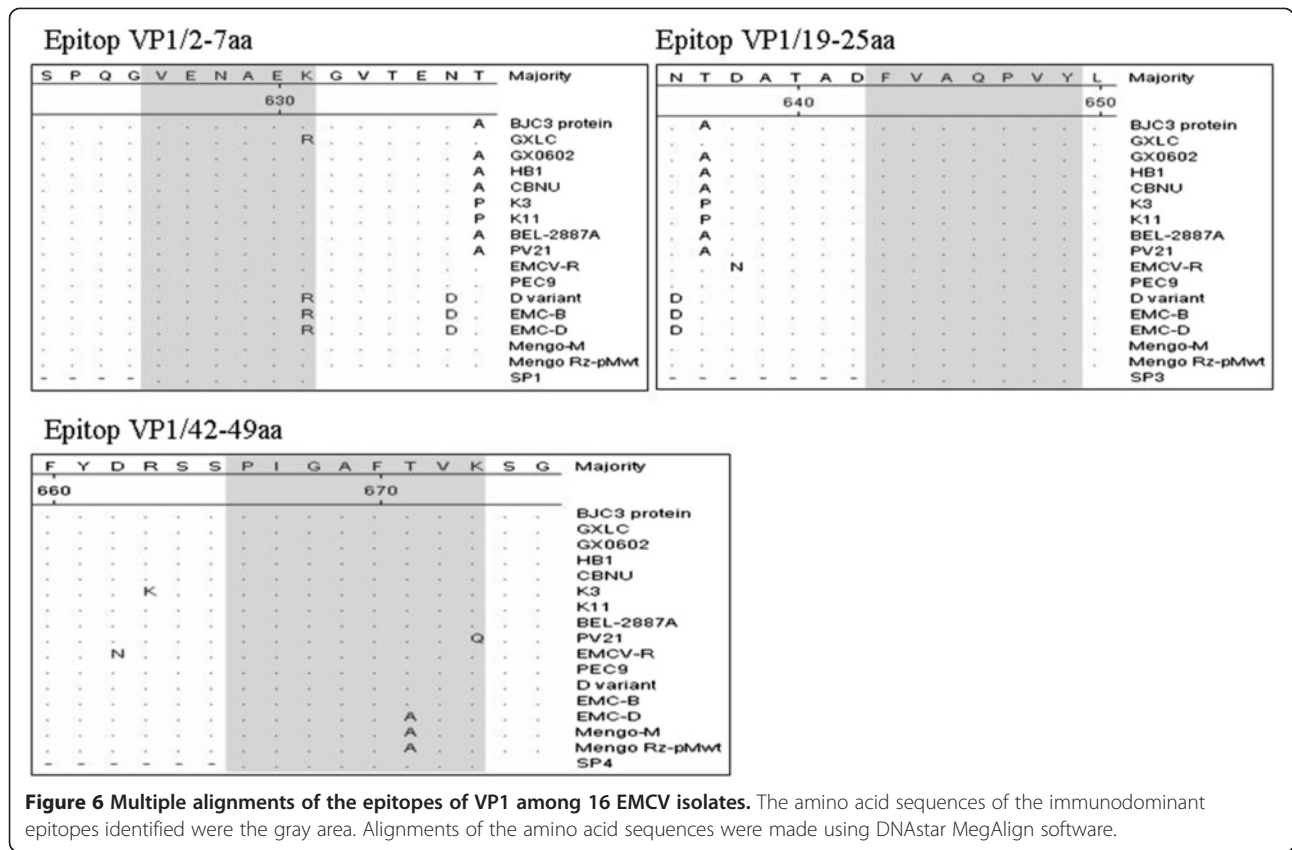 Epitop VP1/2-7aa
S P Q G V E N A E K G V T E N T Majority
630
. . . . . . . . . . . . . . . A BJC3 protein
. . . . . . . . . R . . . . . . GXLC
. . . . . . . . . . . . . . . A GX0602
. . . . . . . . . . . . . . . A HB1
. . . . . . . . . . . . . . . A CBNU
. . . . . . . . . . . . . . . P K3
. . . . . . . . . . . . . . . P K11
. . . . . . . . . . . . . . . A BEL-2887A
. . . . . . . . . . . . . . . A PV21
. . . . . . . . . . . . . . . . EMCV-R
. . . . . . . . . . . . . . . . PEC9
. . . . . . . . . R . . . . D . D variant
. . . . . . . . . R . . . . D . EMC-B
. . . . . . . . . R . . . . D . EMC-D
. . . . . . . . . . . . . . . . Mengo-M
. . . . . . . . . . . . . . . . Mengo Rz-pMwt
- - - - . . . . . . SP1
Epitop VP1/19-25aa
N T D A T A D F V A Q P V Y L Majority
640 650
. A . . . . . . . . . . . . . BJC3 protein
. . . . . . . . . . . . . . . GXLC
. A . . . . . . . . . . . . . GX0602
. A . . . . . . . . . . . . . HB1
. A . . . . . . . . . . . . . CBNU
. P . . . . . . . . . . . . . K3
. P . . . . . . . . . . . . . K11
. A . . . . . . . . . . . . . BEL-2887A
. A . . . . . . . . . . . . . PV21
. . N . . . . . . . . . . . . EMCV-R
. . . . . . . . . . . . . . . PEC9
D . . . . . . . . . . . . . . D variant
D . . . . . . . . . . . . . . EMC-B
D . . . . . . . . . . . . . . EMC-D
. . . . . . . . . . . . . . . Mengo-M
. . . . . . . . . . . . . . . Mengo Rz-pMwt
- - - - - - - . . . . . . . . SP3
Epitop VP1/42-49aa
F Y D R S S P I G A F T V K S G Majority
660 670
. . . . . . . . . . . . . . . . BJC3 protein
. . . . . . . . . . . . . . . . GXLC
. . . . . . . . . . . . . . . . GX0602
. . . . . . . . . . . . . . . . HB1
. . . . . . . . . . . . . . . . CBNU
. . . K . . . . . . . . . . . . K3
. . . . . . . . . . . . . . . . K11
. . . . . . . . . . . . . . . . BEL-2887A
. . . . . . . . . . . . . Q . . PV21
. . N . . . . . . . . . . . . . EMCV-R
. . . . . . . . . . . . . . . . PEC9
. . . . . . . . . . . . . . . . D variant
. . . . . . . . . . . . . . . . EMC-B
. . . . . . . . . . . A . . . . EMC-D
. . . . . . . . . . . A . . . . Mengo-M
. . . . . . . . . . . A . . . . Mengo Rz-pMwt
- - - - - - . . . . . . . . . . SP4
Figure 6 Multiple alignments of the epitopes of VP1 among 16 EMCV isolates. The amino acid sequences of the immunodominant
epitopes identified were the gray area. Alignments of the amino acid sequences were made using DNAstar MegAlign software.